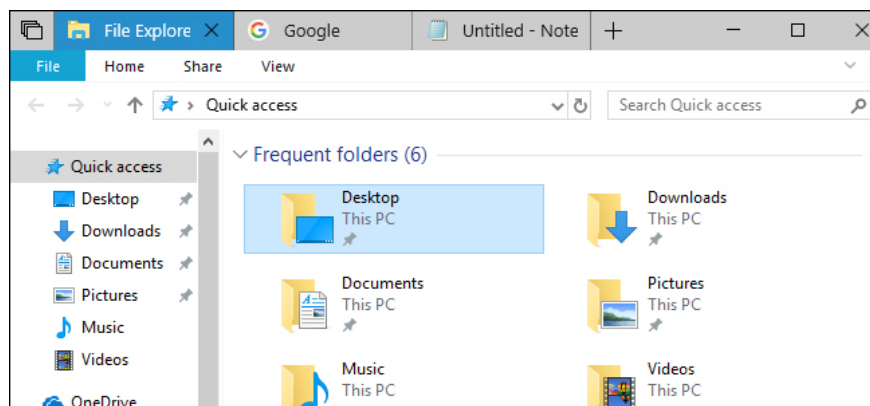 File Explore
Google
Untitled - Note
File Home Share View
Quick access
Search Quick access
Quick access
Desktop
Downloads
Documents
Pictures
Music
Videos
OneDrive
Frequent folders (6)
Desktop
This PC
Downloads
This PC
Documents
This PC
Pictures
This PC
Music
This PC
Videos
This PC